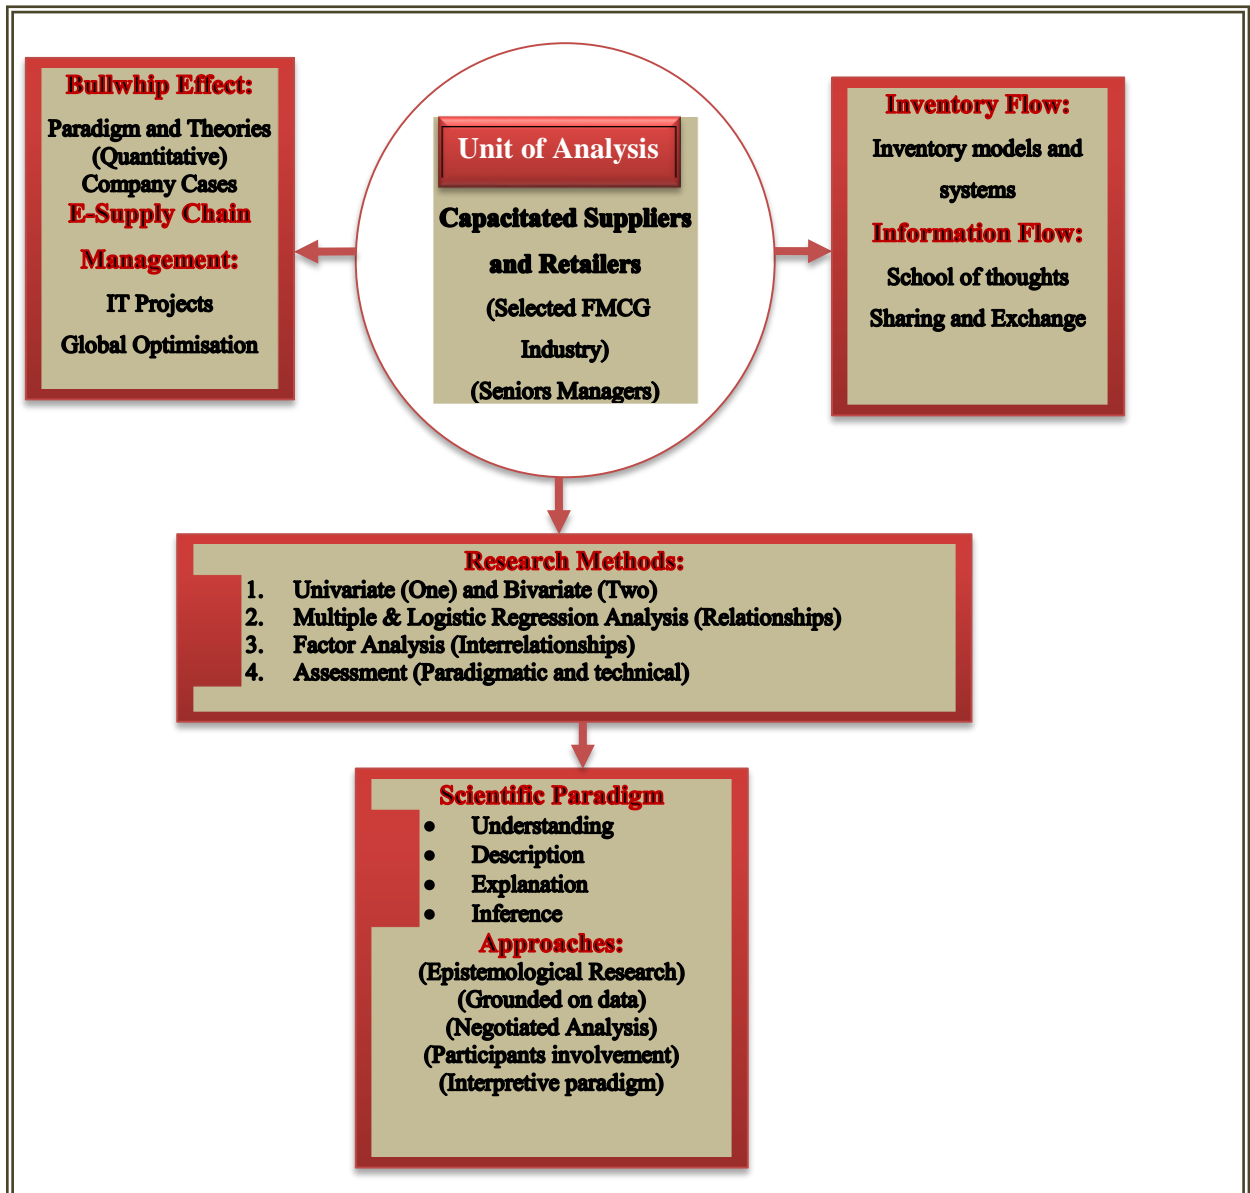 Bullwhip Effect:
Paradigm and Theories
(Quantitative)
Company Cases
E-Supply Chain
Management:
IT Projects
Global Optimisation
Unit of Analysis
Capacitated Suppliers
and Retailers
(Selected FMCG
Industry)
(Seniors Managers)
Inventory Flow:
Inventory models and
systems
Information Flow:
School of thoughts
Sharing and Exchange
Research Methods:
1. Univariate (One) and Bivariate (Two)
2. Multiple & Logistic Regression Analysis (Relationships)
3. Factor Analysis (Interrelationships)
4. Assessment (Paradigmatic and technical)
Scientific Paradigm
● Understanding
● Description
● Explanation
● Inference
Approaches:
(Epistemological Research)
(Grounded on data)
(Negotiated Analysis)
(Participants involvement)
(Interpretive paradigm)